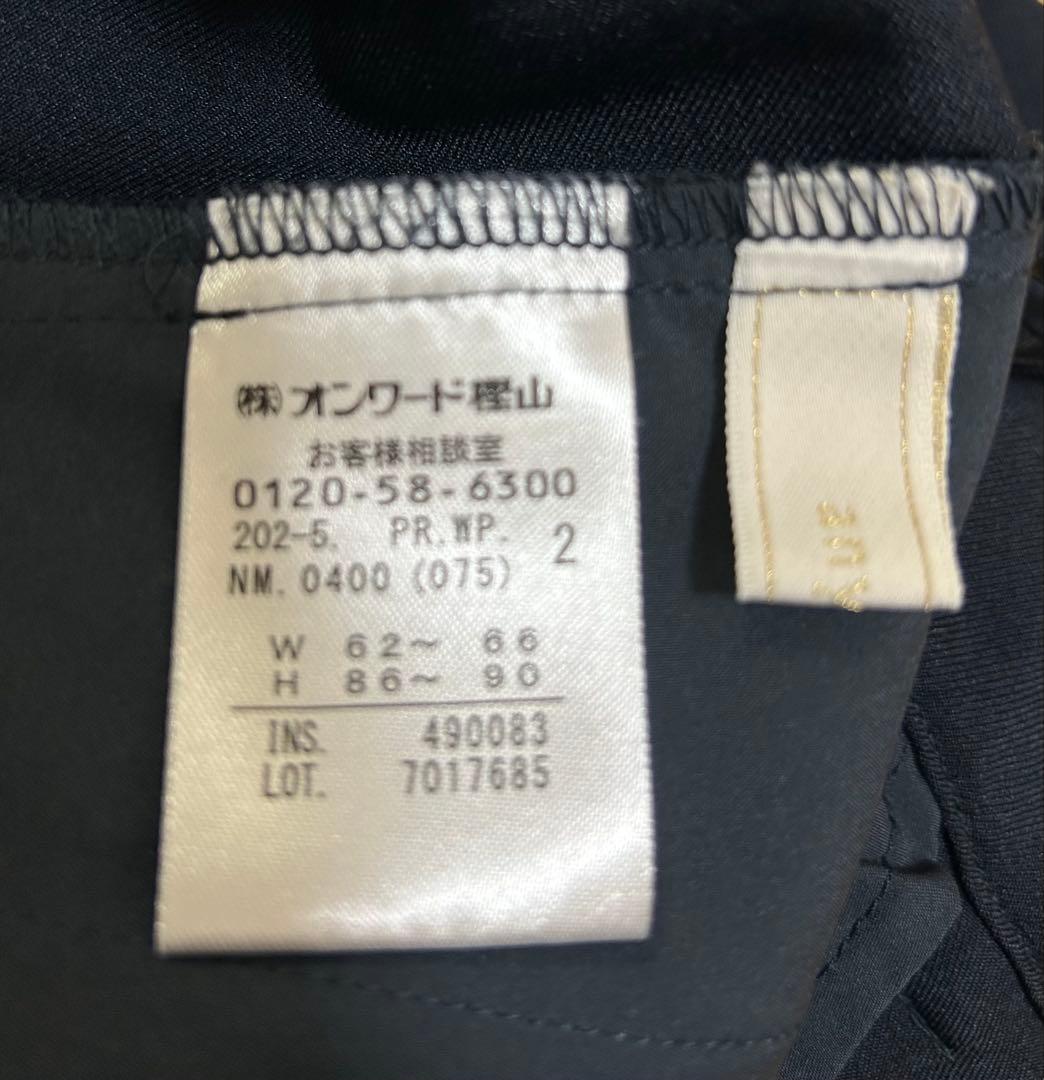 ㈱オンワード樫山
お客様相談室
0120-58-6300
202-5. PR.WP. 2
NM. 0400 (075)
W 62~ 66
H 86~ 90
INS. 490083
LOT. 7017685